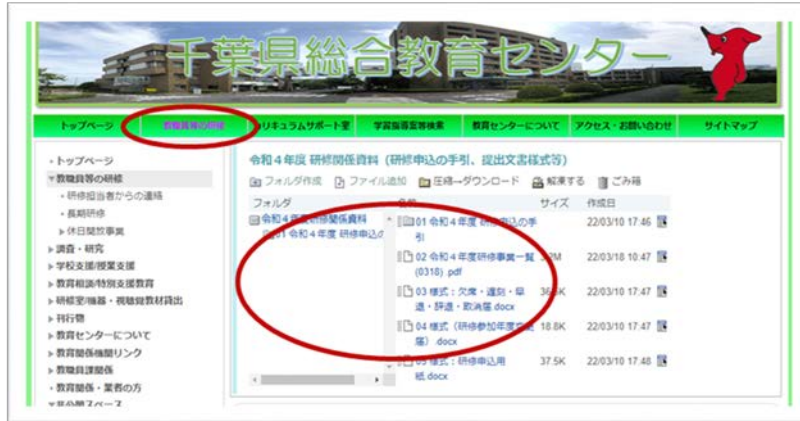 千葉県総合教育センター
トップページ
教職員等の研修
カリキュラムサポート室
学習指導案等検索
教育センターについて
アクセス・お問い合わせ
サイトマップ
トップページ
教職員等の研修
研修担当者からの連絡
長期研修
休日開放事業
調査・研究
学校支援/授業支援
教育相談/特別支援教育
研修室/機器・視聴覚教材貸出
刊行物
教育センターについて
教育関係機関リンク
教職員課関係
教育関係・業者の方
令和4年度 研修関係資料（研修申込の手引、提出文書様式等）
フォルダ作成 ファイル追加 圧縮→ダウンロード 解凍する ごみ箱
フォルダ
令和4年度研修関係資料
01 令和4年度 研修申込の
サイズ 作成日
01 令和4年度 研修申込の手
引 22/03/10 17:46
02 令和4年度研修事業一覧
(0318).pdf 22/03/18 10:47
03 様式：欠席・遅刻・早
退・辞退・取消届.docx 22/03/10 17:47
04 様式（研修参加年度変更
届）.docx 18.8K 22/03/10 17:47
05 様式：研修申込用
紙.docx 37.5K 22/03/10 17:48